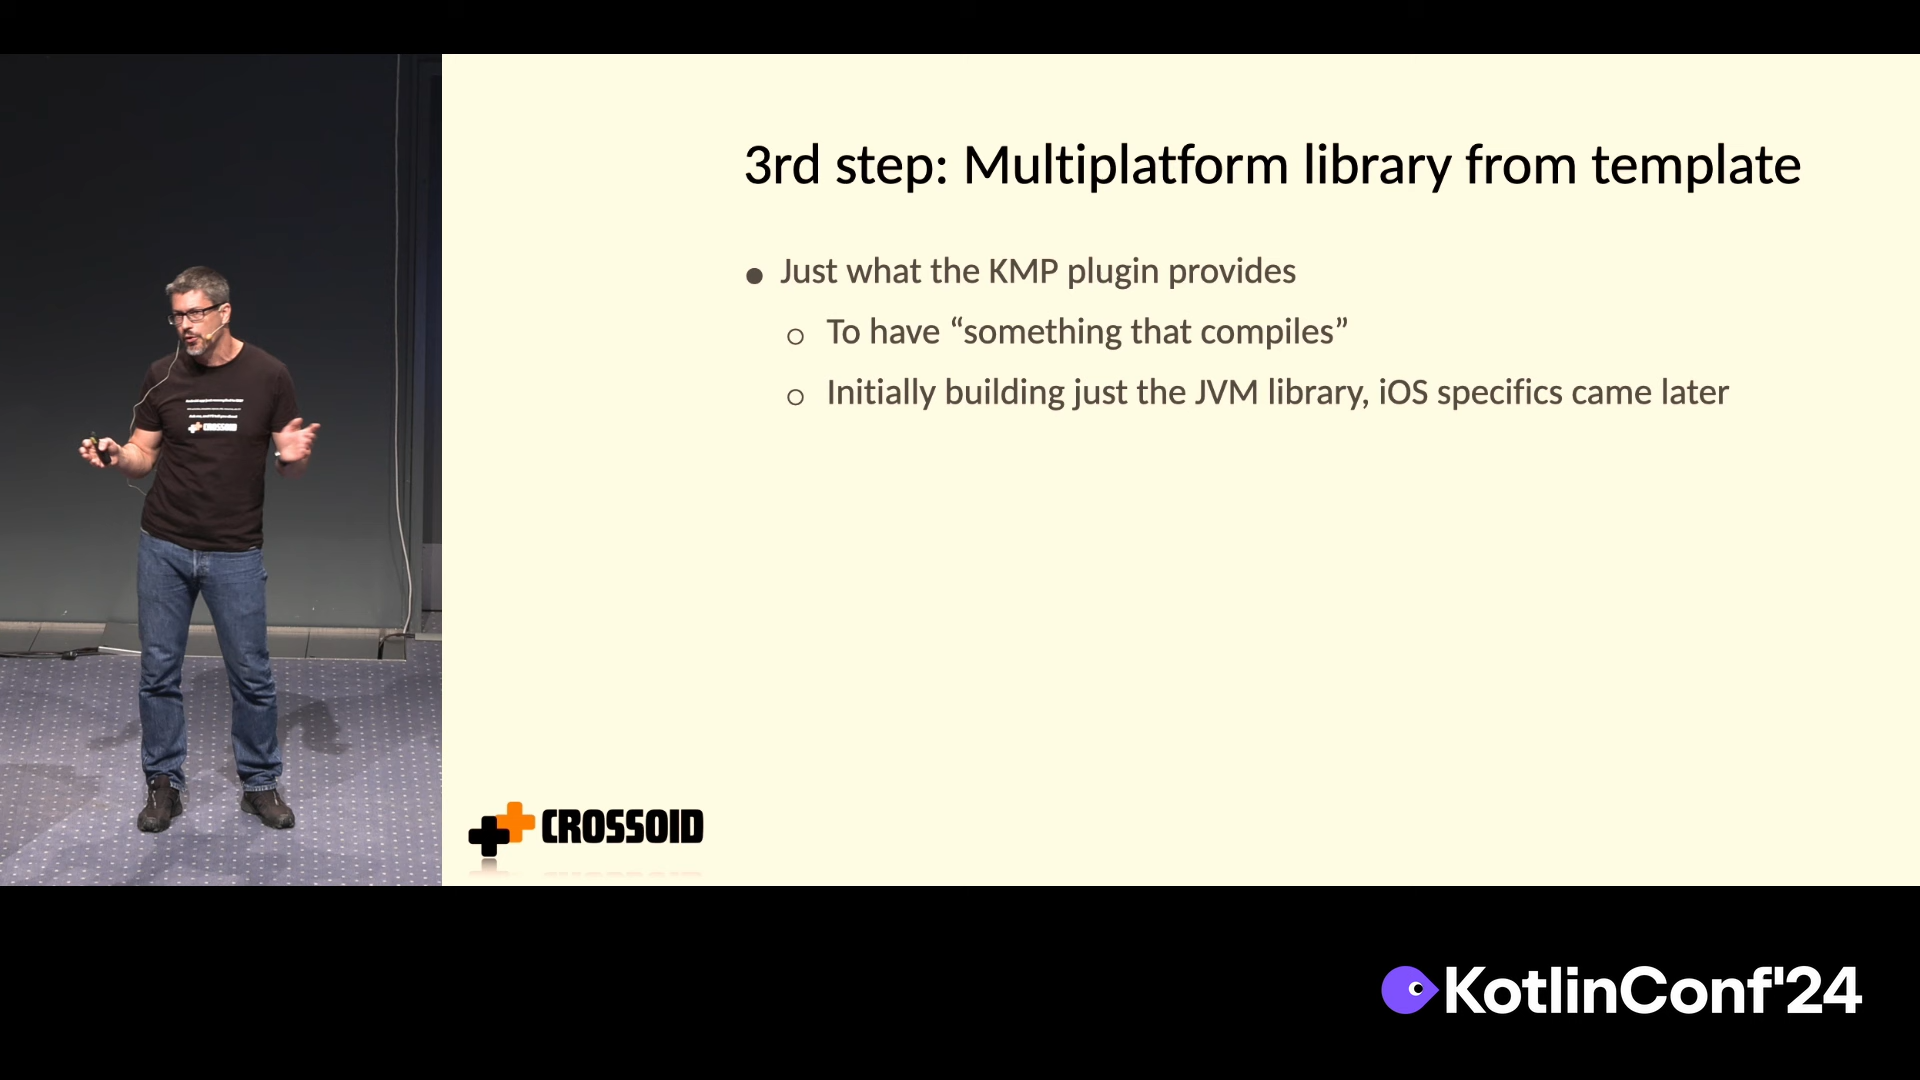 3rd step: Multiplatform library from template
● Just what the KMP plugin provides
○ To have “something that compiles”
○ Initially building just the JVM library, iOS specifics came later
CROSSOID
CROSSOID
KotlinConf'24